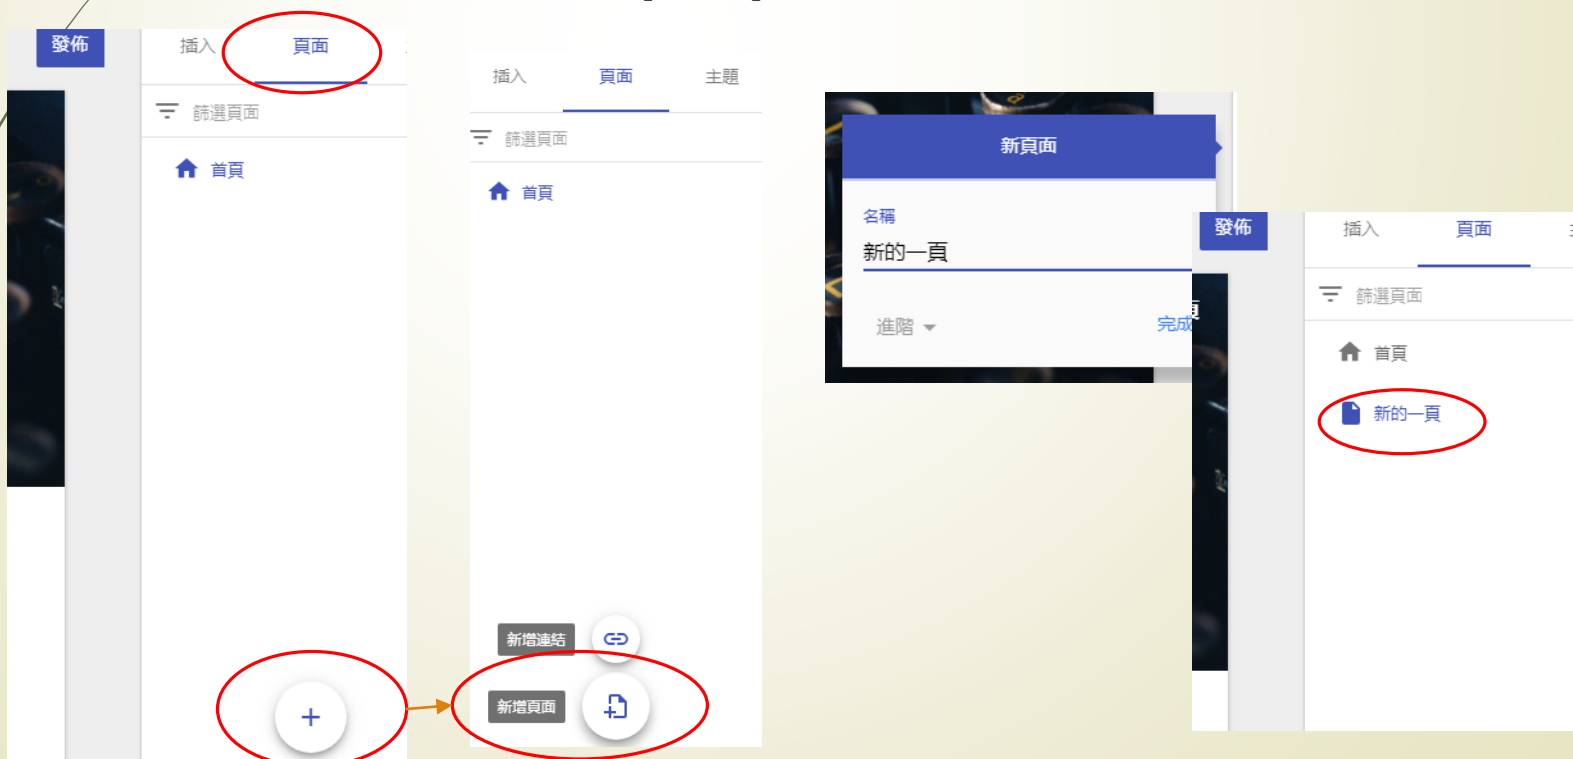 發佈
插入 頁面
篩選頁面
首頁
插入 頁面 主題
篩選頁面
首頁
新增連結
新增頁面
新頁面
名稱
新的一頁
進階
完成
發佈
插入 頁面
篩選頁面
首頁
新的一頁